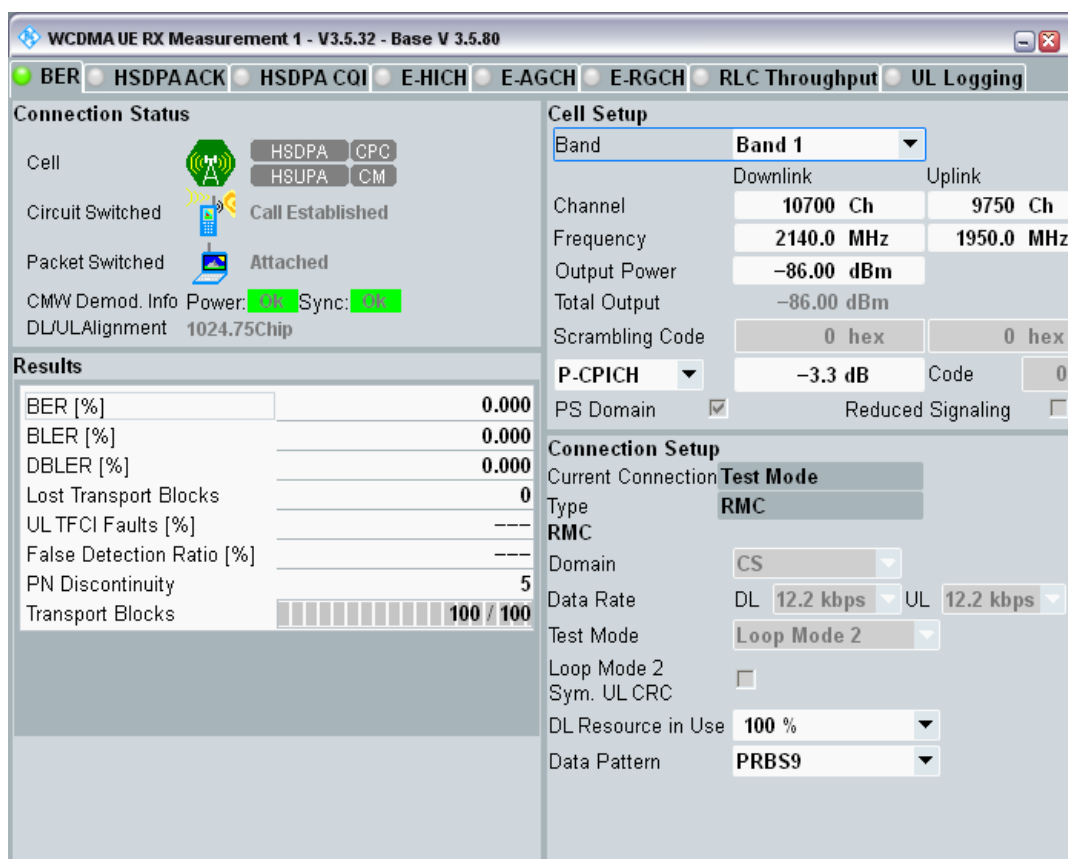 WCDMA UE RX Measurement 1 - V3.5.32 - Base V 3.5.80
BER HSDPA ACK HSDPA CQI E-HICH E-AGCH E-RGCH RLC Throughput UL Logging
Connection Status
Cell HSDPA CPC
HSUPA CM
Circuit Switched Call Established
Packet Switched Attached
CMW Demod. Info Power: Ok Sync: Ok
DL/ULAlignment 1024.75Chip
Results
BER [%] 0.000
BLER [%] 0.000
DBLER [%] 0.000
Lost Transport Blocks 0
UL TFCI Faults [%] ---
False Detection Ratio [%] ---
PN Discontinuity 5
Transport Blocks 100 / 100
Cell Setup
Band Band 1
Downlink Uplink
Channel 10700 Ch 9750 Ch
Frequency 2140.0 MHz 1950.0 MHz
Output Power -86.00 dBm
Total Output -86.00 dBm
Scrambling Code 0 hex 0 hex
P-CPICH -3.3 dB Code 0
PS Domain Reduced Signaling
Connection Setup
Current Connection Test Mode
Type RMC
RMC
Domain CS
Data Rate DL 12.2 kbps UL 12.2 kbps
Test Mode Loop Mode 2
Loop Mode 2
Sym. UL CRC
DL Resource in Use 100 %
Data Pattern PRBS9